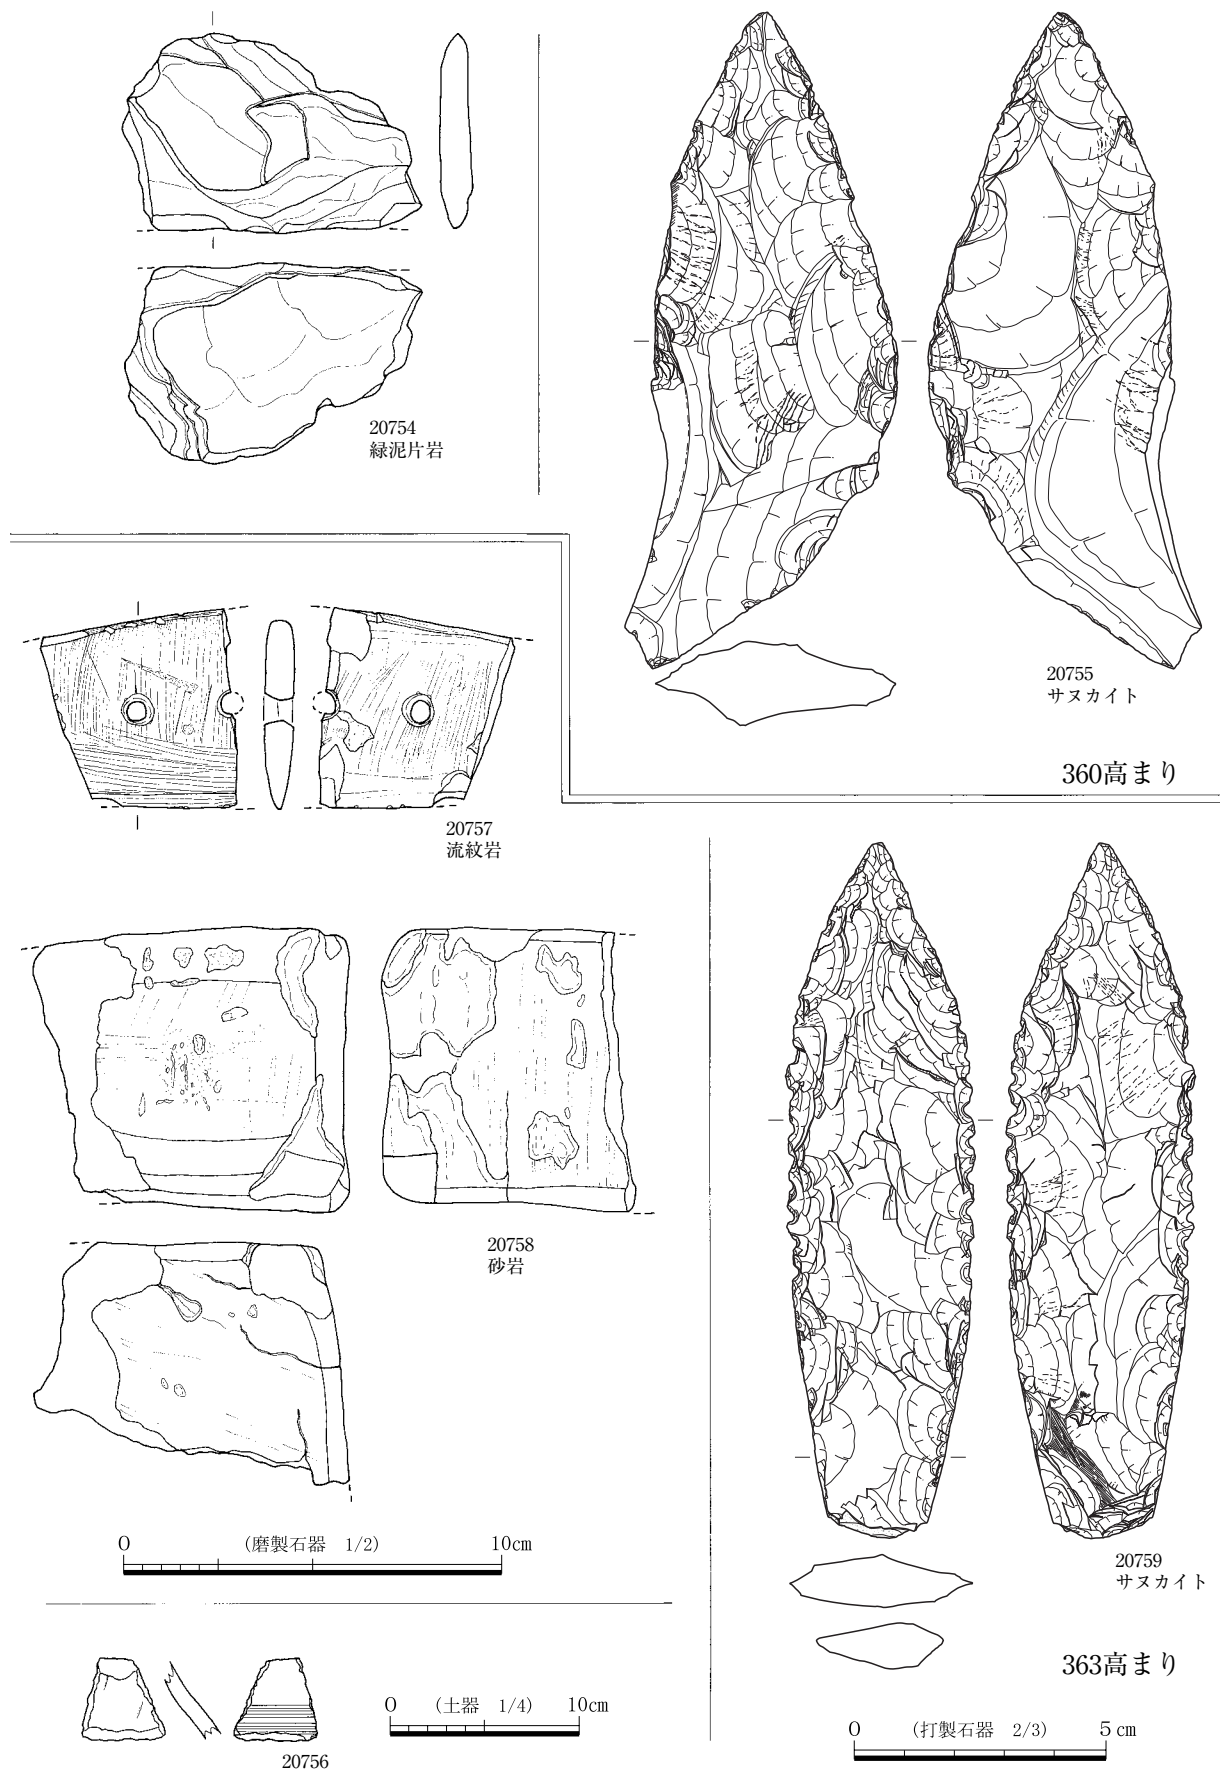 20754
緑泥片岩
20755
サヌカイト
360高まり
20757
流紋岩
20758
砂岩
0 (磨製石器 1/2) 10cm
20759
サヌカイト
363高まり
0 (土器 1/4) 10cm
20756
0 (打製石器 2/3) 5cm